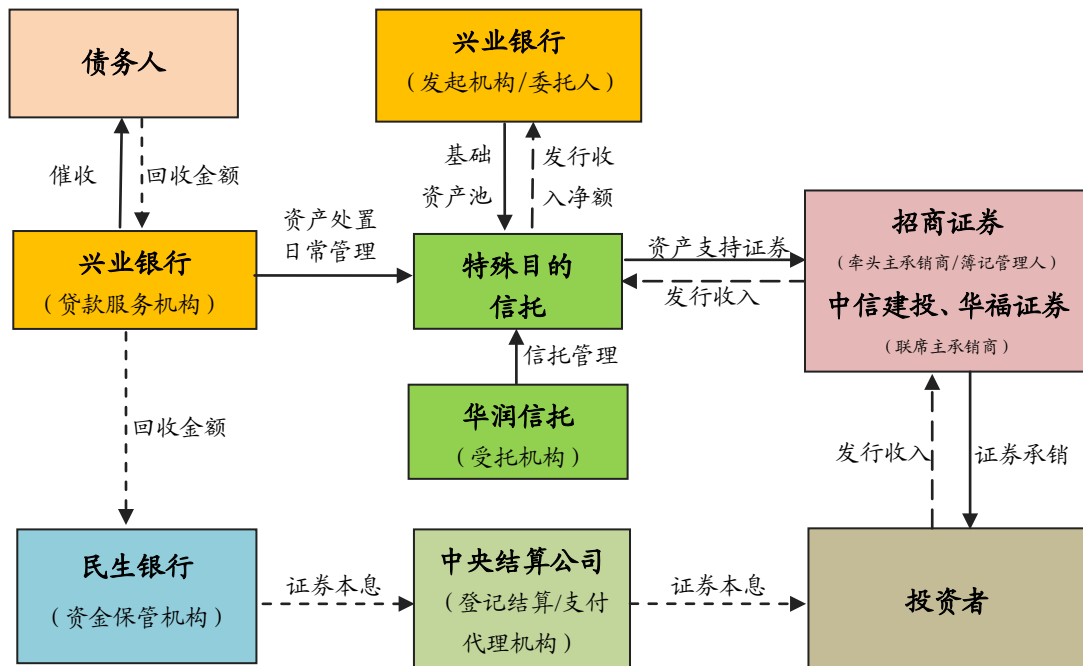 债务人
兴业银行
（发起机构/委托人）
催收
回收金额
基础
资产池
发行收
入净额
兴业银行
（贷款服务机构）
资产处置
日常管理
特殊目的
信托
资产支持证券
发行收入
招商证券
（牵头主承销商/薄记管理人）
中信建投、华福证券
（联席主承销商）
信托管理
华润信托
（受托机构）
回收金额
发行收入
证券承销
民生银行
（资金保管机构）
证券本息
中央结算公司
（登记结算/支付
代理机构）
证券本息
投资者